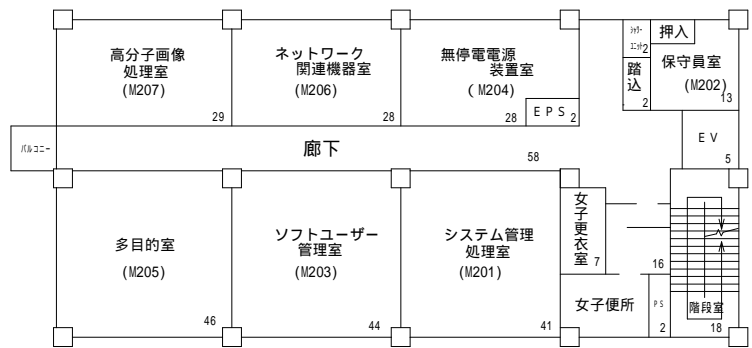 高分子画像
処理室
(M207)
29
ネットワーク
関連機器室
(M206)
28
無停電電源
装置室
(M204)
28
EPS 2
シャワー
ユニット 2
押入
踏込
2
保守員室
(M202)
13
EV
5
バルコニー
廊下
58
多目的室
(M205)
46
ソフトユーザー
管理室
(M203)
44
システム管理
処理室
(M201)
41
女子更衣室
7
16
女子便所
PS
2
階段室
18